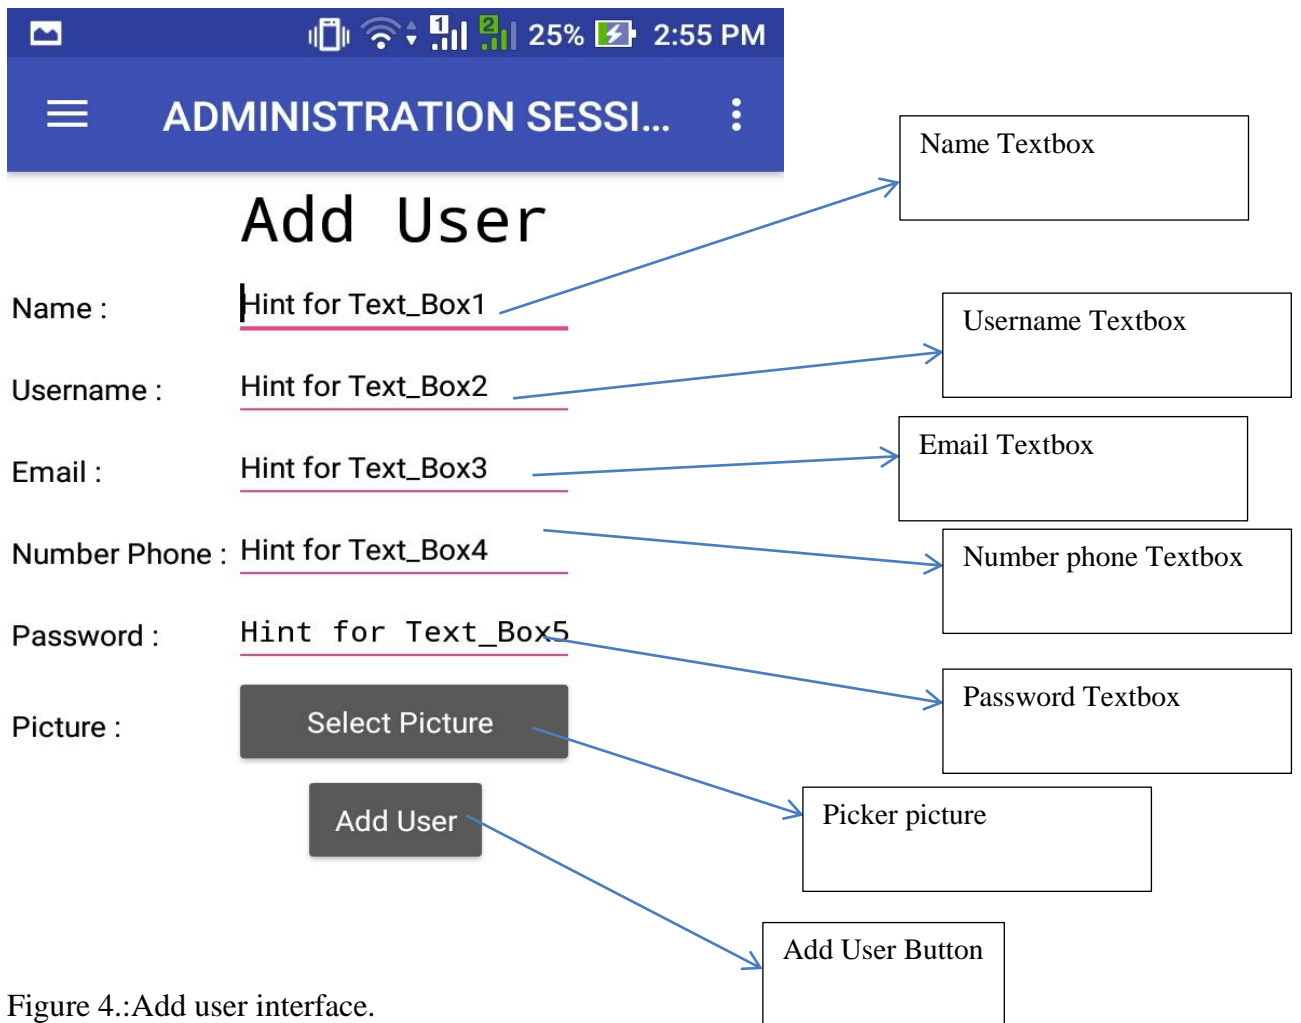 1 2 25% 2:55 PM
ADMINISTRATION SESSI...
Add User
Name Textbox
Name : Hint for Text_Box1
Username Textbox
Username : Hint for Text_Box2
Email Textbox
Email : Hint for Text_Box3
Number Phone : Hint for Text_Box4
Number phone Textbox
Password : Hint for Text_Box5
Password Textbox
Picture : Select Picture
Picker picture
Add User
Add User Button
Figure 4.:Add user interface.